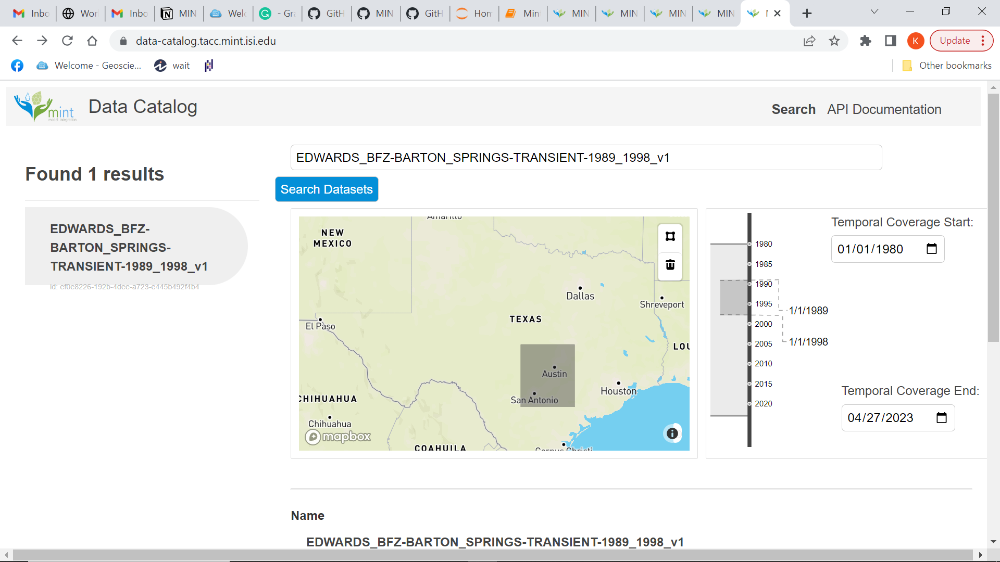 Inbo
Wor
Inbo
MIN
Welc
- Gra
GitH
MIN
GitH
Hom
Min
MIN
MIN
MIN
MIN
data-catalog.tacc.mint.isi.edu
K
Update
Welcome - Geoscie...
wait
Other bookmarks
mint
model integration
Data Catalog
Search
API Documentation
Found 1 results
EDWARDS_BFZ-
BARTON_SPRINGS-
TRANSIENT-1989_1998_v1
id: ef0e8226-192b-4dee-a723-e445b492f4b4
EDWARDS_BFZ-BARTON_SPRINGS-TRANSIENT-1989_1998_v1
Search Datasets
Amarillo
NEW
MEXICO
Dallas
Shreveport
TEXAS
El Paso
LOU
Austin
Houston
San Antonio
CHIHUAHUA
Chihuahua
mapbox
COAHUILA
Corpus Christi
1980
1985
1990
1995
2000
2005
2010
2015
2020
1/1/1989
1/1/1998
Temporal Coverage Start:
01/01/1980
Temporal Coverage End:
04/27/2023
Name
EDWARDS_BFZ-BARTON_SPRINGS-TRANSIENT-1989_1998_v1